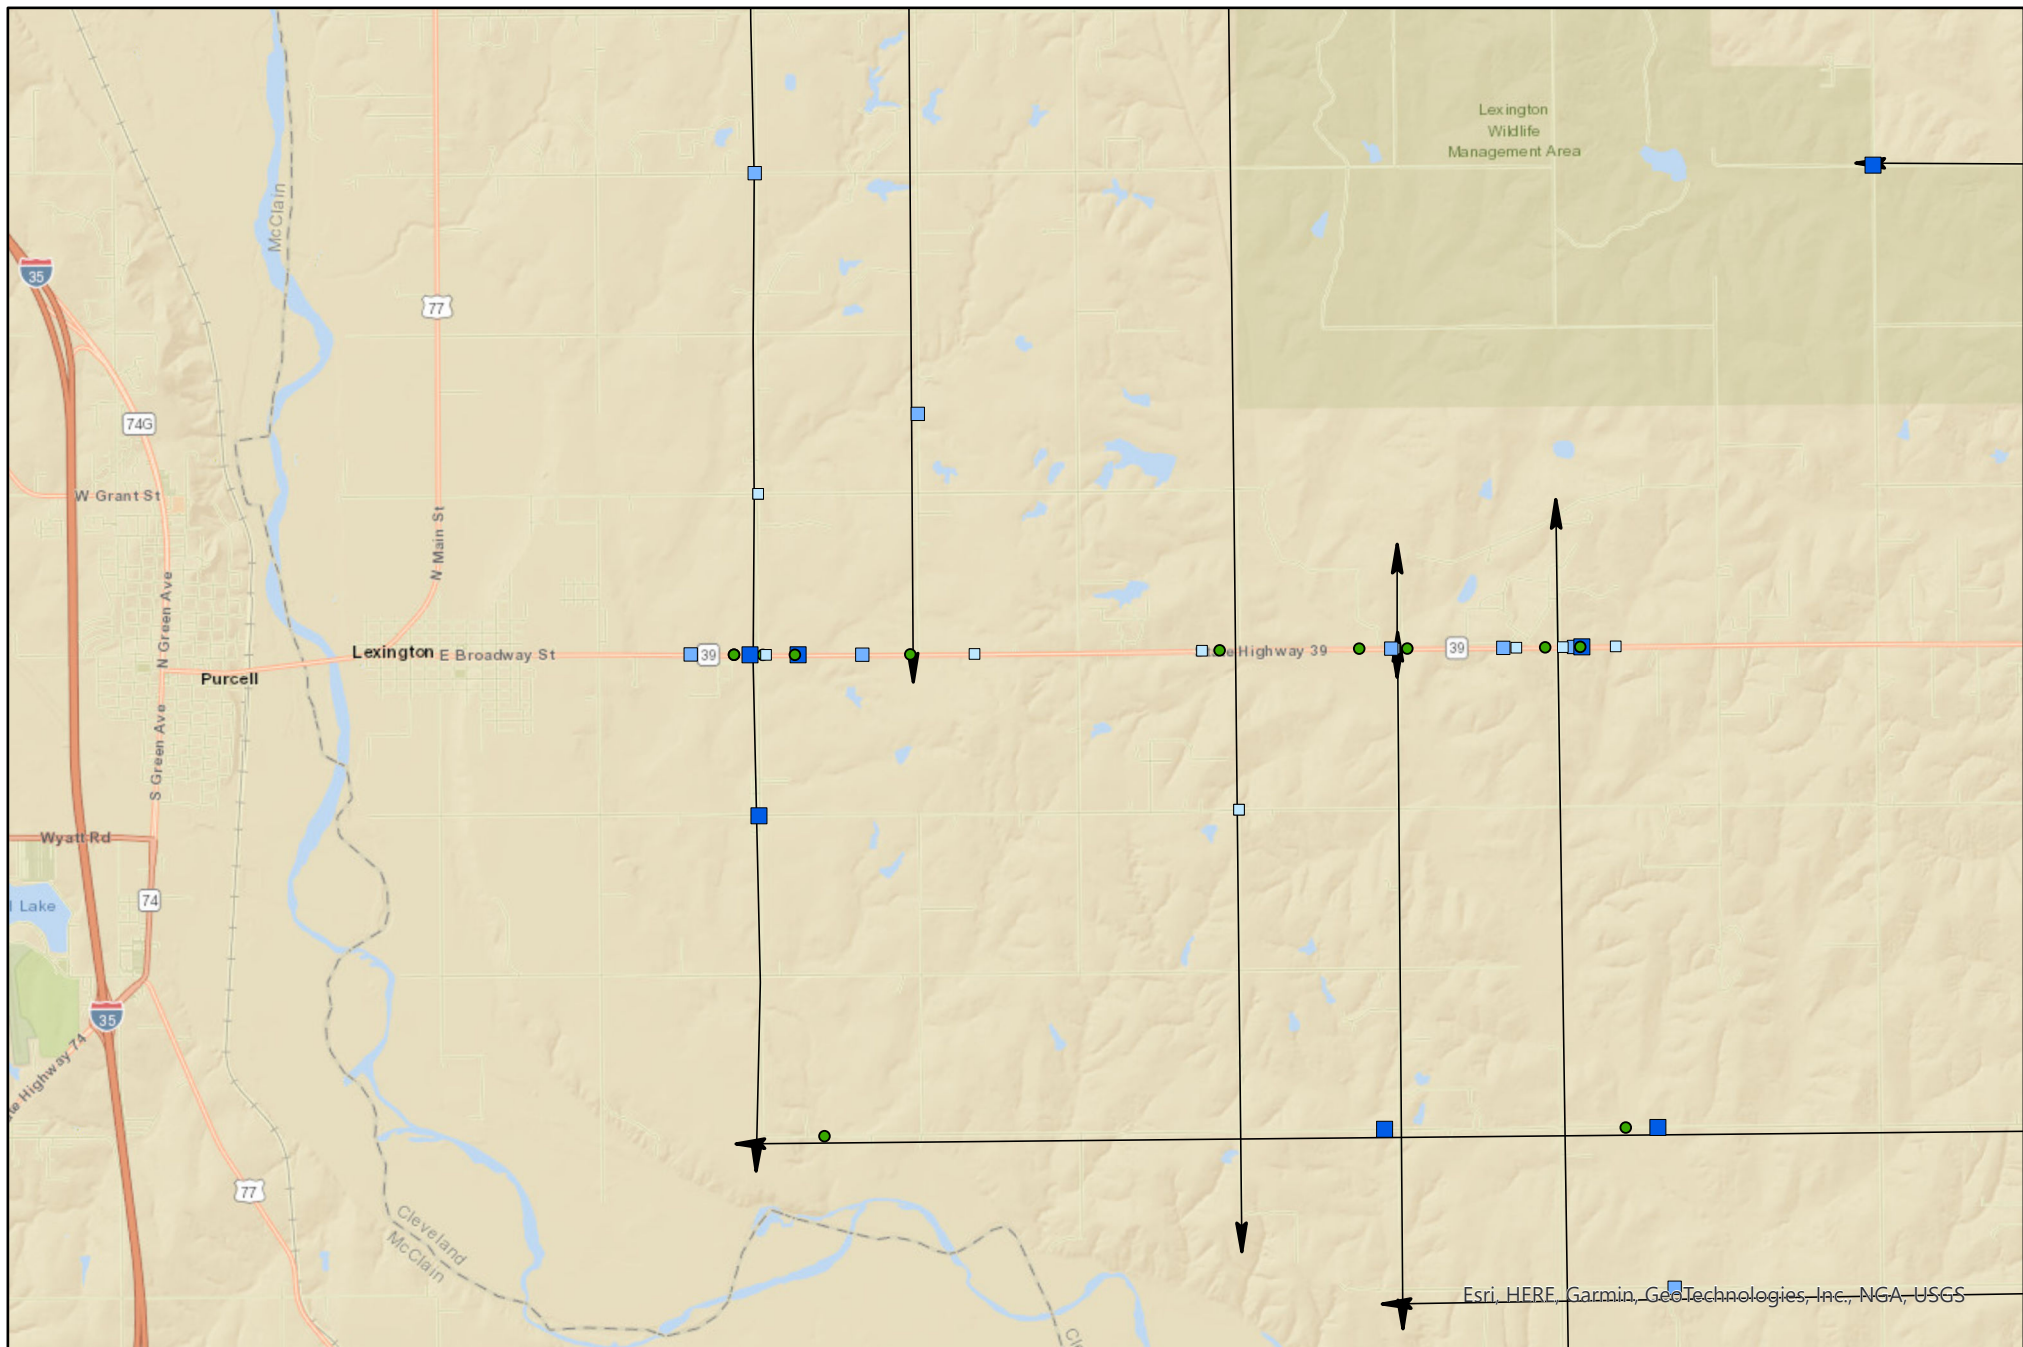 Lexington
Wildlife
Management Area
McClain
35
77
74G
W Grant St
N Main St
N Green Ave
Lexington
E Broadway St
39
Highway 39
39
Purcell
S Green Ave
Wyatt Rd
74
Lake
35
Highway 74
77
Cleveland
McClain
Esri, HERE, Garmin, GeoTechnologies, Inc., NGA, USGS